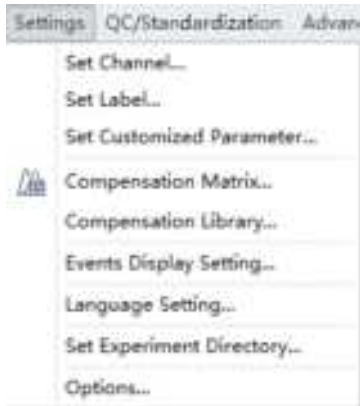 Settings QC/Standardization
Set Channel...
Set Label...
Set Customized Parameter...
Compensation Matrix...
Compensation Library...
Events Display Setting...
Language Setting...
Set Experiment Directory...
Options...